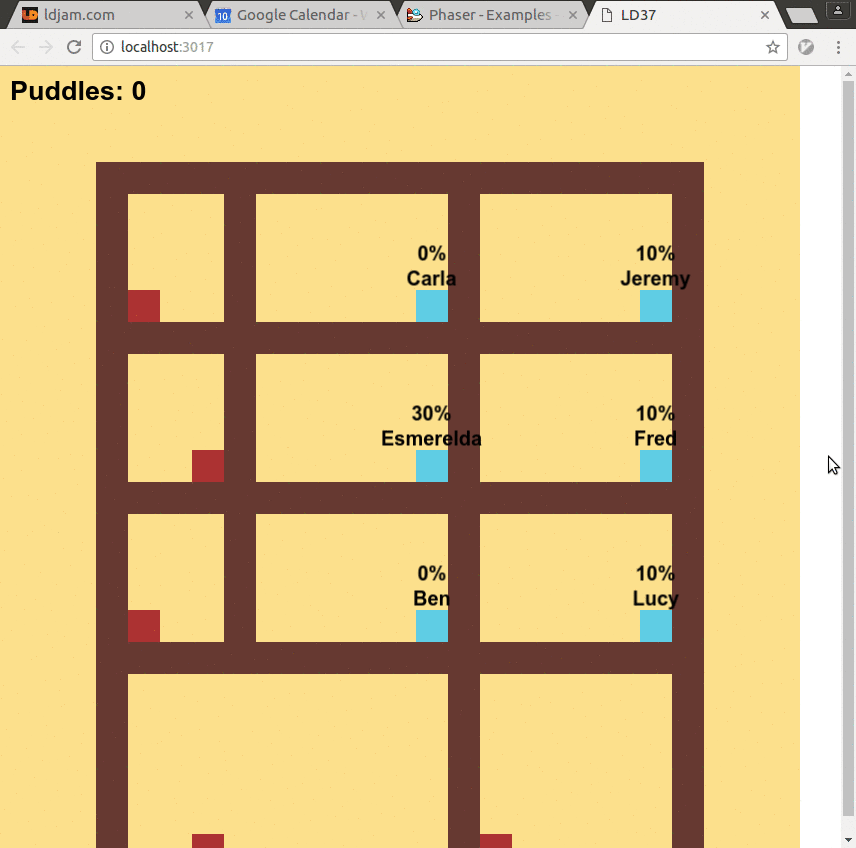 ldjam.com
Google Calendar - W
Phaser - Examples -
LD37
localhost:3017
Puddles: 0
0%
Carla
10%
Jeremy
30%
Esmerelda
10%
Fred
0%
Ben
10%
Lucy